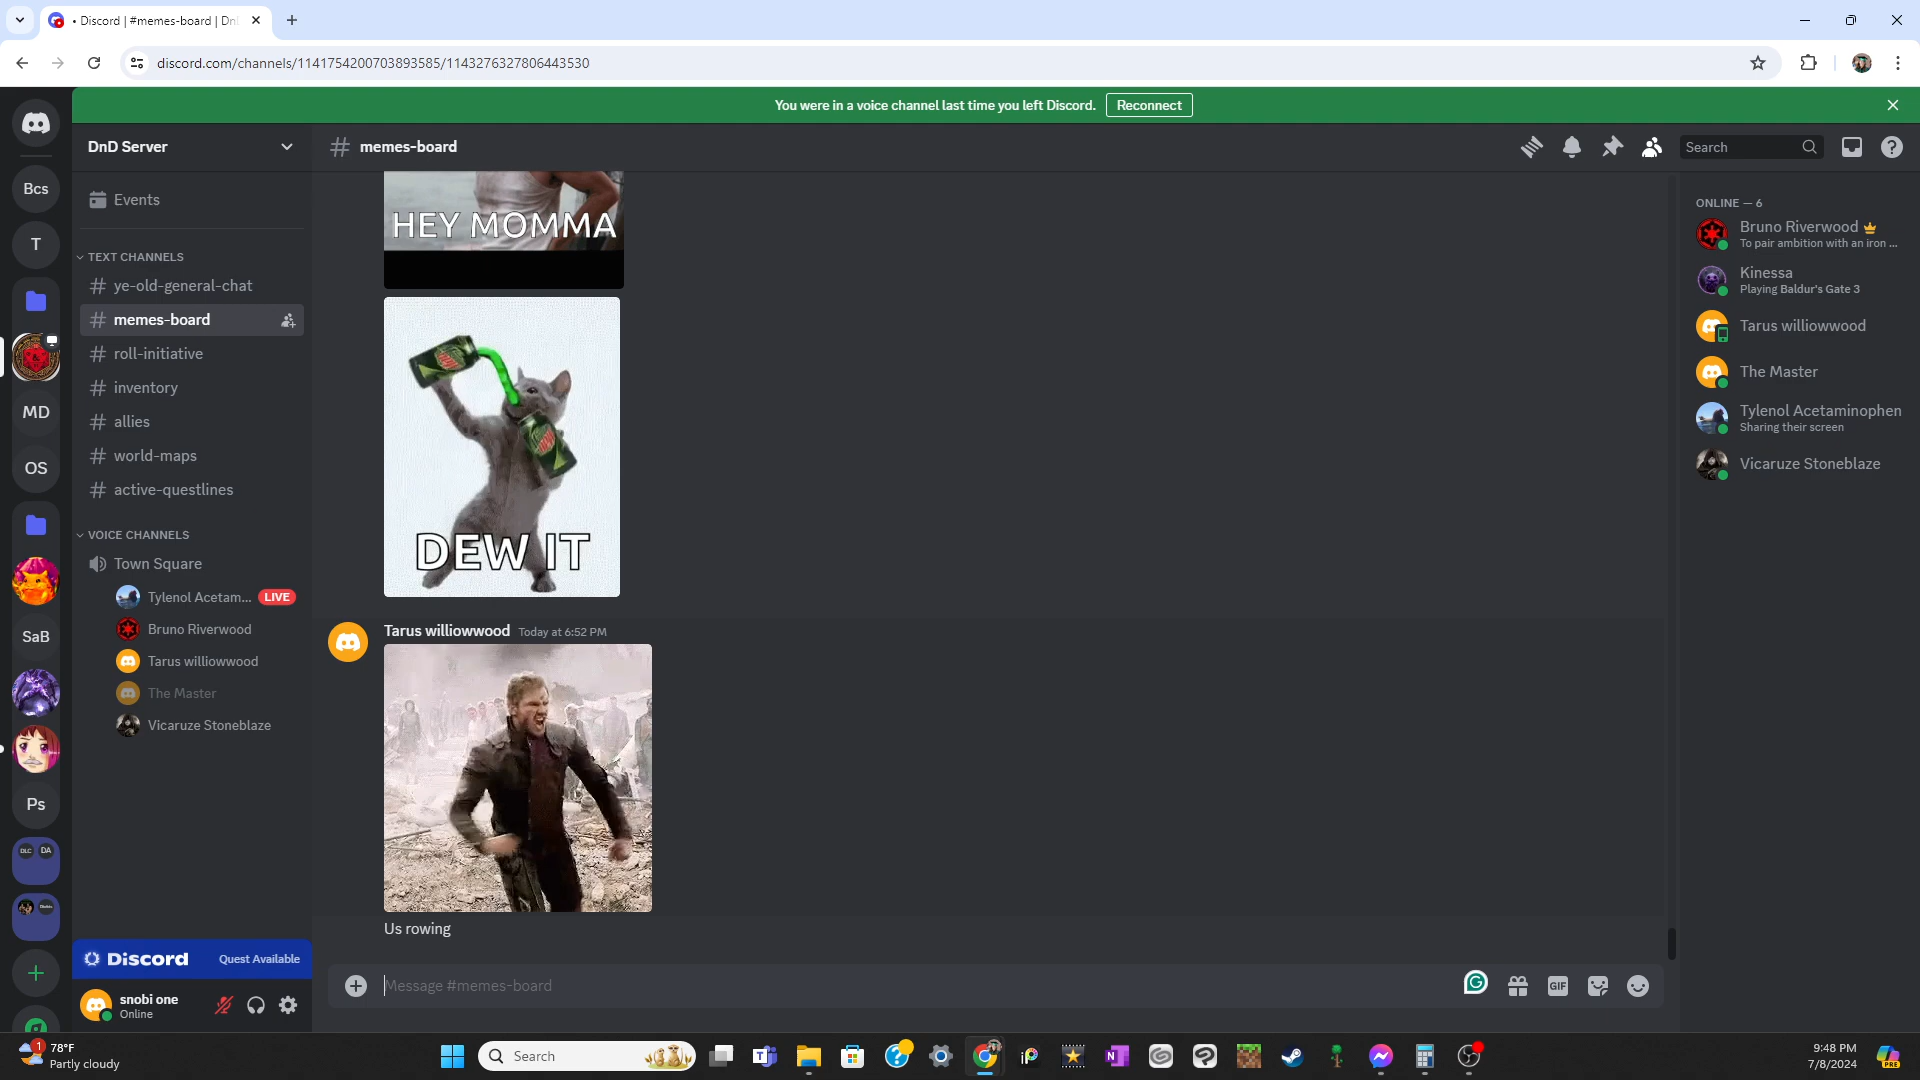 • Discord | #memes-board | Dn
discord.com/channels/1141754200703893585/1143276327806443530
You were in a voice channel last time you left Discord.
Reconnect
DnD Server
# memes-board
Search
Events
TEXT CHANNELS
# ye-old-general-chat
# memes-board
# roll-initiative
# inventory
# allies
# world-maps
# active-questlines
VOICE CHANNELS
Town Square
Tylenol Acetam... LIVE
Bruno Riverwood
Tarus williowwood
The Master
Vicaruze Stoneblaze
Bcs
T
MD
OS
SaB
Ps
DLC DA
Discord Quest Available
snobi one
Online
HEY MOMMA
DEW IT
Tarus williowwood Today at 6:52 PM
Us rowing
Message #memes-board
GIF
ONLINE — 6
Bruno Riverwood
To pair ambition with an iron ...
Kinessa
Playing Baldur's Gate 3
Tarus williowwood
The Master
Tylenol Acetaminophen
Sharing their screen
Vicaruze Stoneblaze
1
78°F
Partly cloudy
Search
9:48 PM
7/8/2024
PRE